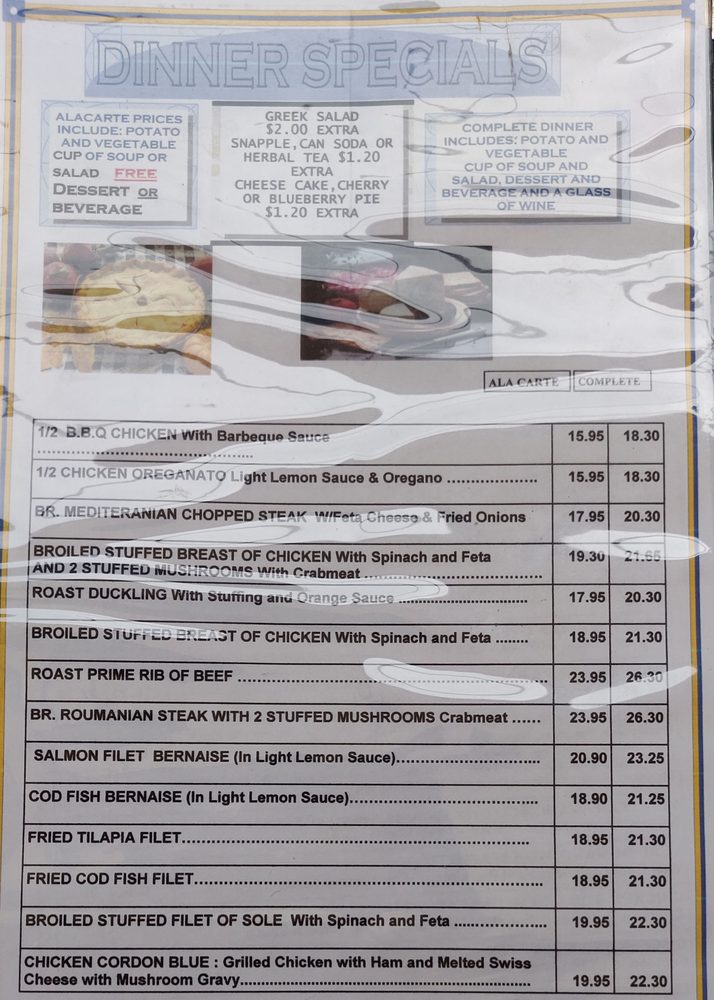 DINNER SPECIALS
ALACARTE PRICES
INCLUDE: POTATO
AND VEGETABLE
CUP OF SOUP OR
SALAD FREE
DESSERT OR
BEVERAGE
GREEK SALAD
$2.00 EXTRA
SNAPPLE,CAN SODA OR
HERBAL TEA $1.20
EXTRA
CHEESE CAKE,CHERRY
OR BLUEBERRY PIE
$1.20 EXTRA
COMPLETE DINNER
INCLUDES: POTATO AND
VEGETABLE
CUP OF SOUP AND
SALAD, DESSERT AND
BEVERAGE AND A GLASS
OF WINE
ALA CARTE COMPLETE
1/2 B.B.Q CHICKEN With Barbeque Sauce 15.95 18.30
1/2 CHICKEN OREGANATO Light Lemon Sauce & Oregano .................. 15.95 18.30
BR. MEDITERANIAN CHOPPED STEAK W/Feta Cheese & Fried Onions 17.95 20.30
BROILED STUFFED BREAST OF CHICKEN With Spinach and Feta 19.30 21.65
AND 2 STUFFED MUSHROOMS With Crabmeat ....................................
ROAST DUCKLING With Stuffing and Orange Sauce .......................... 17.95 20.30
BROILED STUFFED BREAST OF CHICKEN With Spinach and Feta ........ 18.95 21.30
ROAST PRIME RIB OF BEEF ............................................................... 23.95 26.30
BR. ROUMANIAN STEAK WITH 2 STUFFED MUSHROOMS Crabmeat ...... 23.95 26.30
SALMON FILET BERNAISE (In Light Lemon Sauce)............................. 20.90 23.25
COD FISH BERNAISE (In Light Lemon Sauce)...................................... 18.90 21.25
FRIED TILAPIA FILET....................................................................... 18.95 21.30
FRIED COD FISH FILET....................................................................... 18.95 21.30
BROILED STUFFED FILET OF SOLE With Spinach and Feta .................. 19.95 22.30
CHICKEN CORDON BLUE : Grilled Chicken with Ham and Melted Swiss
Cheese with Mushroom Gravy............................................................ 19.95 22.30